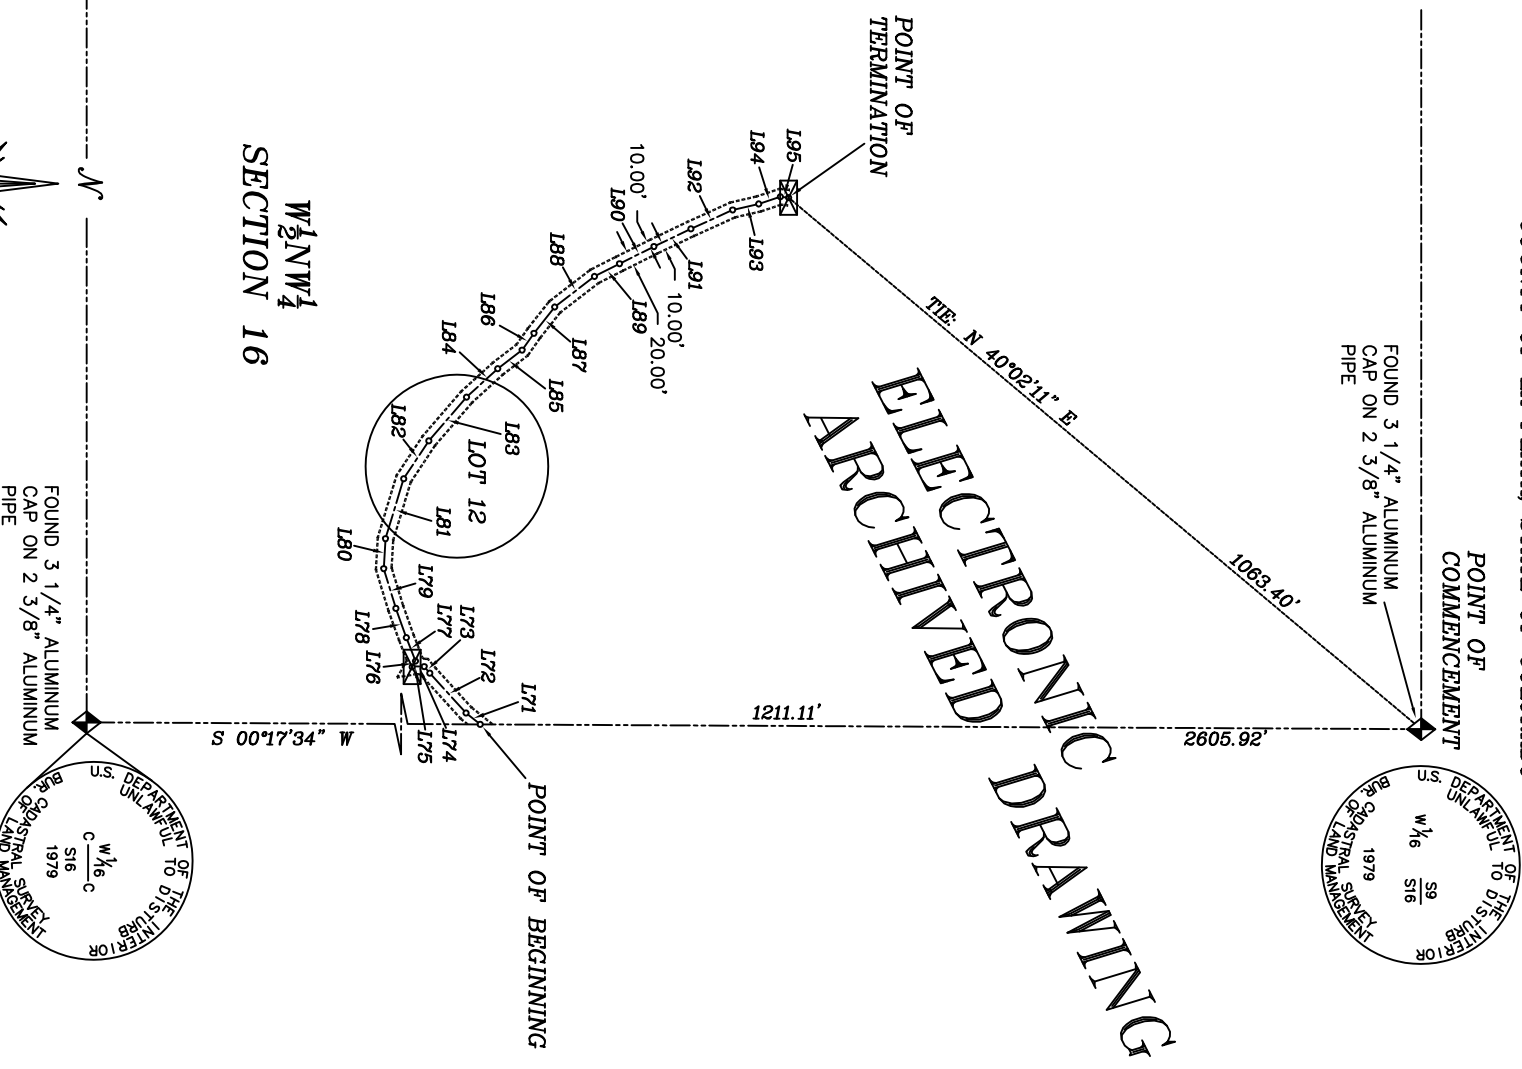 POINT OF
COMMENCEMENT
FOUND 3 1/4" ALUMINUM
CAP ON 2 3/8" ALUMINUM
PIPE
U.S. DEPARTMENT OF THE INTERIOR
UNLAWFUL TO DISTURB
W 1/16
S9
S16
1979
CADASTRAL SURVEY
BUR. OF LAND MANAGEMENT
TIE: N 40°02'11" E
1063.40'
2605.92'
1211.11'
ELECTRONIC
ARCHIVED DRAWING
POINT OF
TERMINATION
L95
L94
L93
L92
L91
10.00'
L90
10.00'
20.00'
L89
L88
L87
L86
L85
L84
L83
LOT 12
L82
L81
L80
L79
L78
L77
L76
L75
L74
L73
L72
L71
POINT OF BEGINNING
S 00°17'34" W
W½NW¼
SECTION 16
N
FOUND 3 1/4" ALUMINUM
CAP ON 2 3/8" ALUMINUM
PIPE
U.S. DEPARTMENT OF THE INTERIOR
UNLAWFUL TO DISTURB
W 1/16
C C
S16
1979
CADASTRAL SURVEY
BUR. OF LAND MANAGEMENT